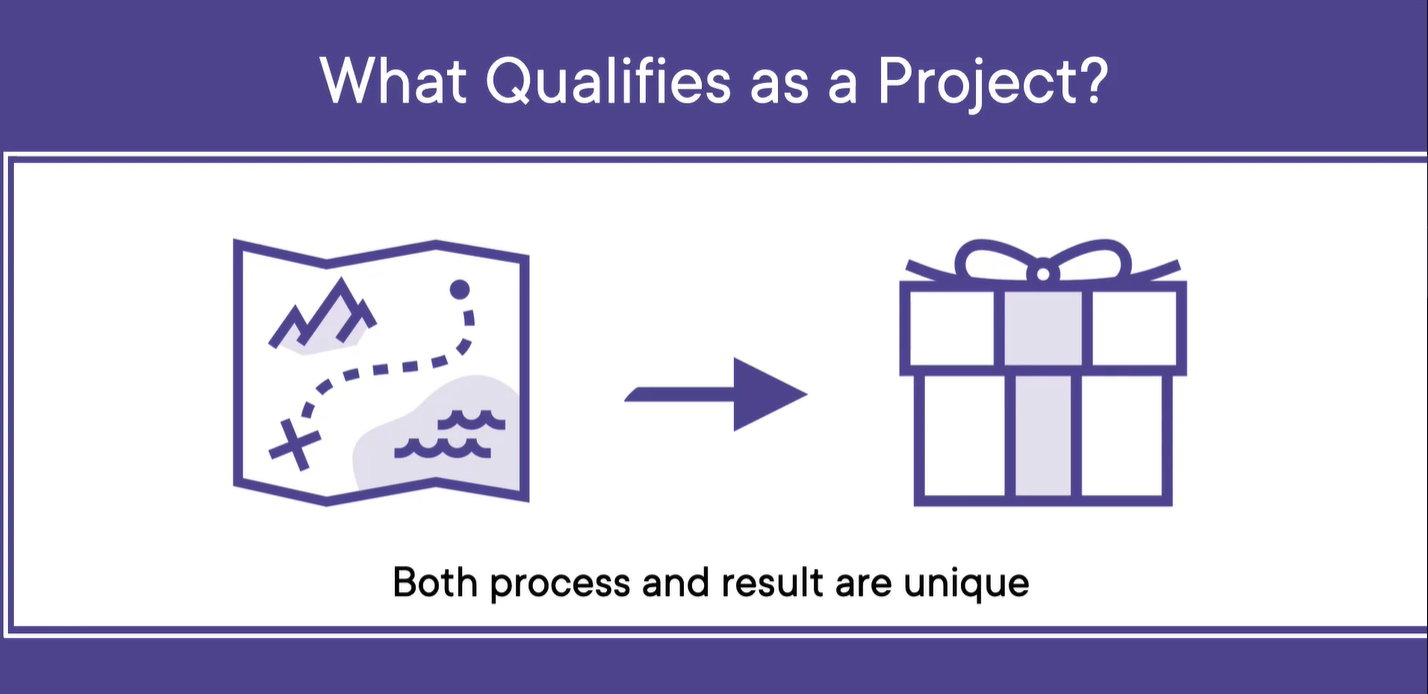 What Qualifies as a Project?
Both process and result are unique